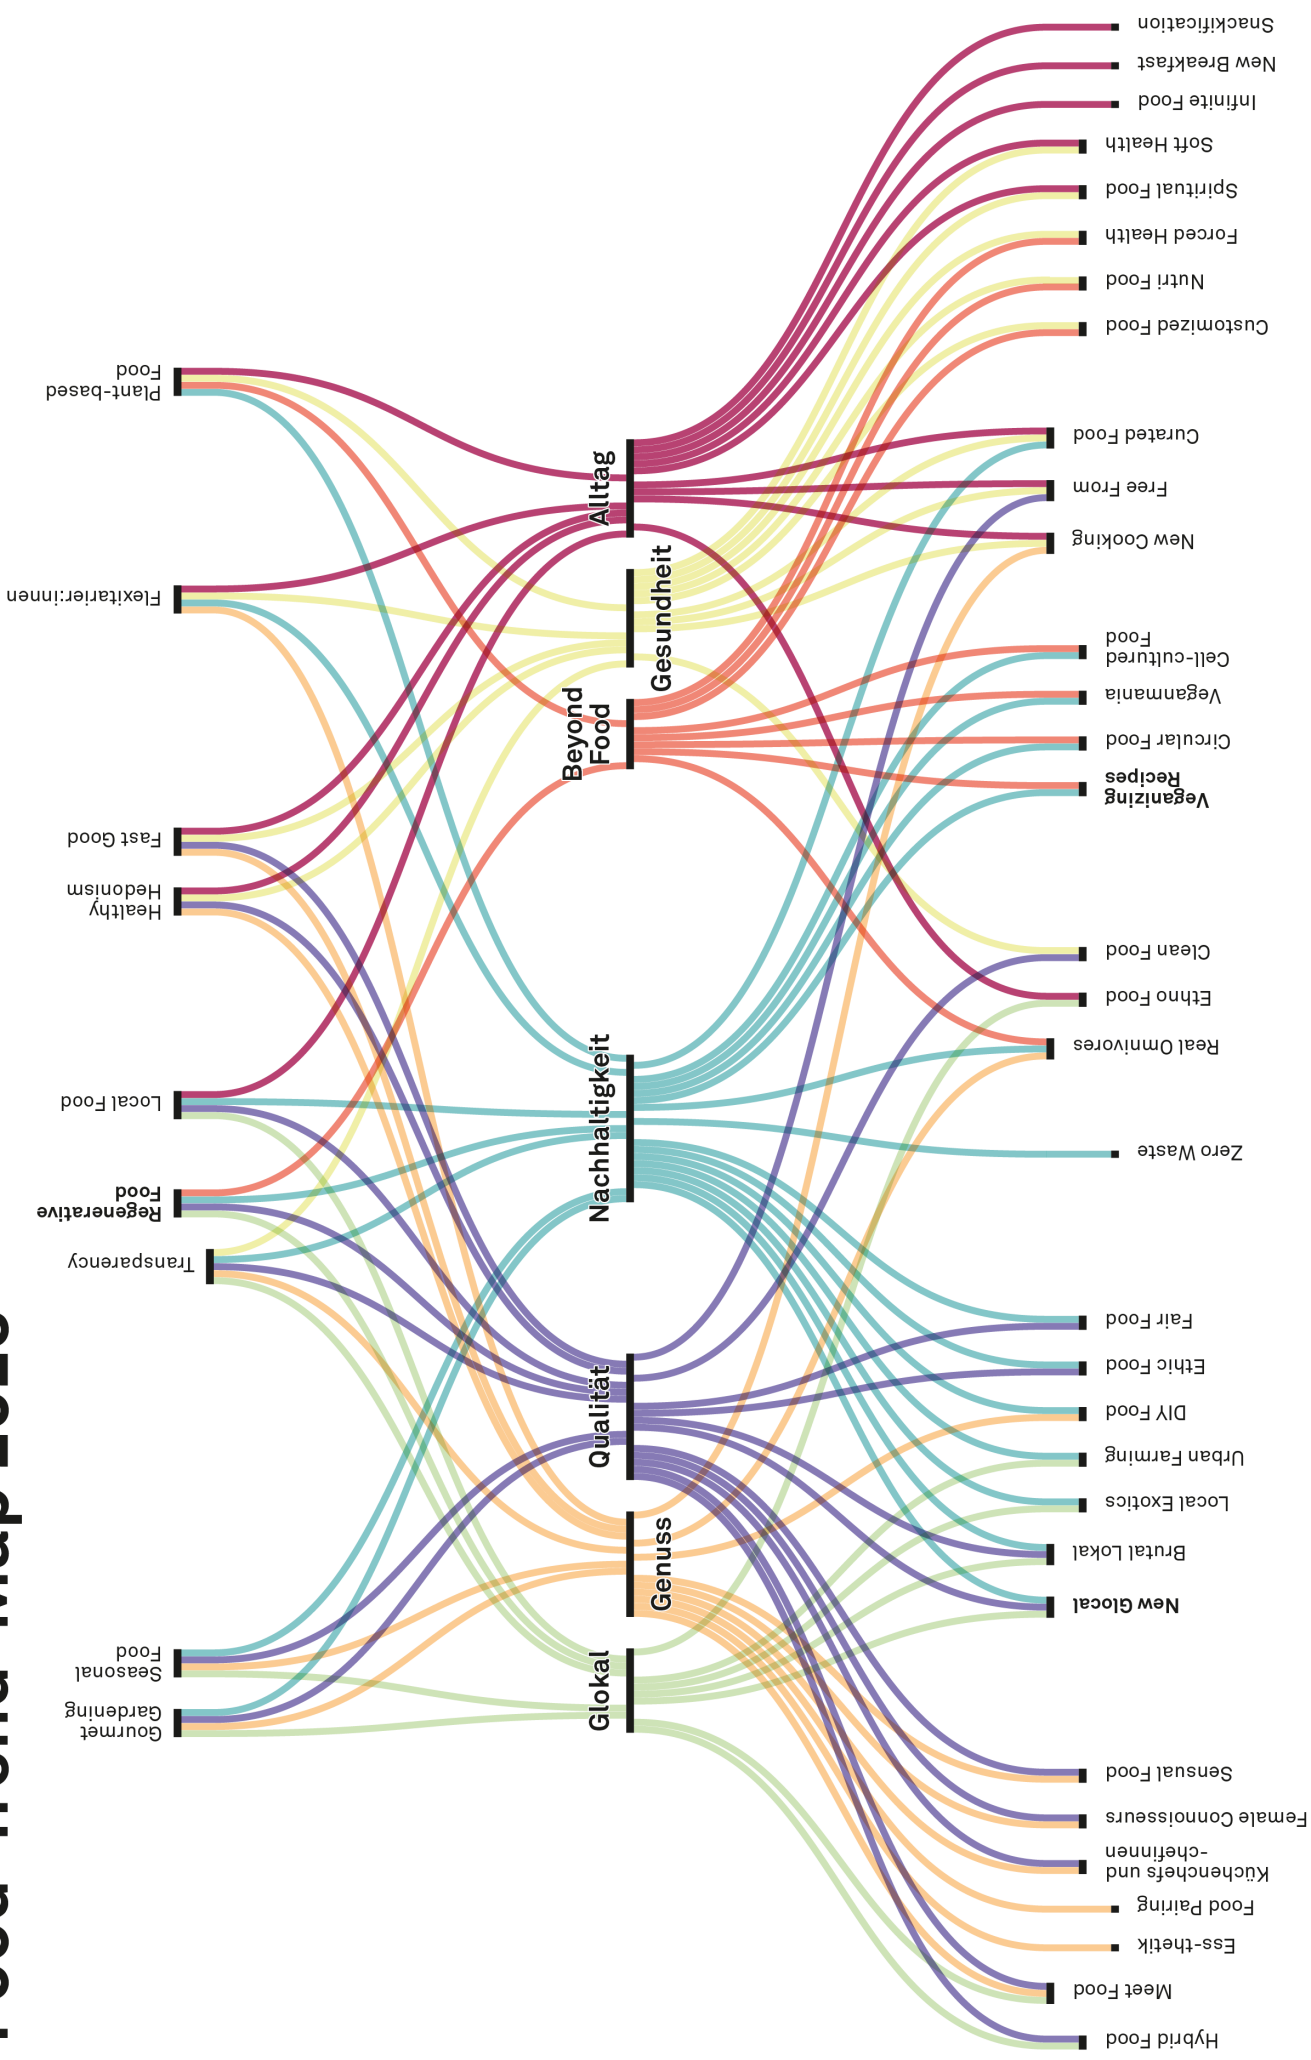 Food Trend Map
Plant-based
Food
Flexitarier:innen
Fast Good
Healthy
Hedonism
Local Food
Regenerative
Food
Transparency
Seasonal
Food
Gourmet
Gardening
Alltag
Gesundheit
Beyond
Food
Nachhaltigkeit
Qualität
Genuss
Glokal
Snackification
New Breakfast
Infinite Food
Soft Health
Spiritual Food
Forced Health
Nutri Food
Customized Food
Curated Food
Free From
New Cooking
Cell-cultured
Food
Veganmania
Circular Food
Veganizing
Recipes
Clean Food
Ethno Food
Real Omnivores
Zero Waste
Fair Food
Ethic Food
DIY Food
Urban Farming
Local Exotics
Brutal Lokal
New Glocal
Sensual Food
Female Connoisseurs
Küchenchefs und
-chefinnen
Food Pairing
Ess-thetik
Meet Food
Hybrid Food